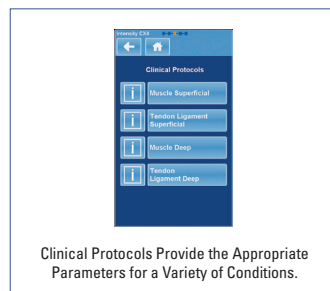 Intensity CX4
Clinical Protocols
i
Muscle Superficial
i
Tendon Ligament
Superficial
i
Muscle Deep
i
Tendon
Ligament Deep
Clinical Protocols Provide the Appropriate
Parameters for a Variety of Conditions.